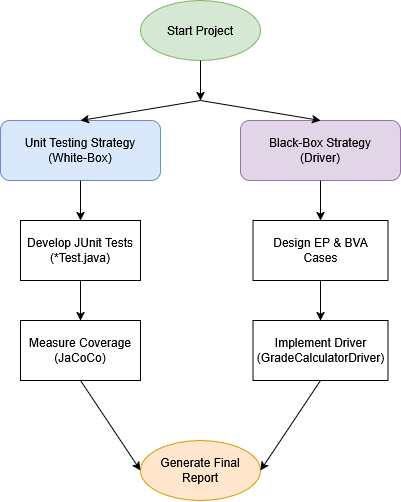 Start Project
Unit Testing Strategy
(White-Box)
Black-Box Strategy
(Driver)
Develop JUnit Tests
(*Test.java)
Design EP & BVA
Cases
Measure Coverage
(JaCoCo)
Implement Driver
(GradeCalculatorDriver)
Generate Final
Report